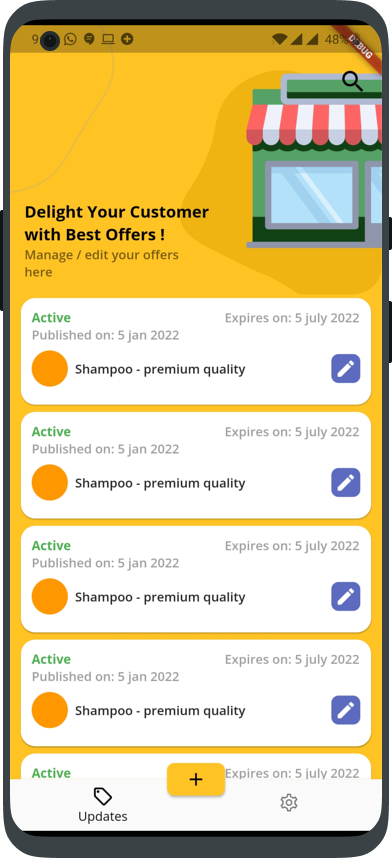 9
48%
DEBUG
Delight Your Customer
with Best Offers !
Manage / edit your offers
here
Active
Expires on: 5 july 2022
Published on: 5 jan 2022
Shampoo - premium quality
Active
Expires on: 5 july 2022
Published on: 5 jan 2022
Shampoo - premium quality
Active
Expires on: 5 july 2022
Published on: 5 jan 2022
Shampoo - premium quality
Active
Expires on: 5 july 2022
Published on: 5 jan 2022
Shampoo - premium quality
Active
Expires on: 5 july 2022
Updates